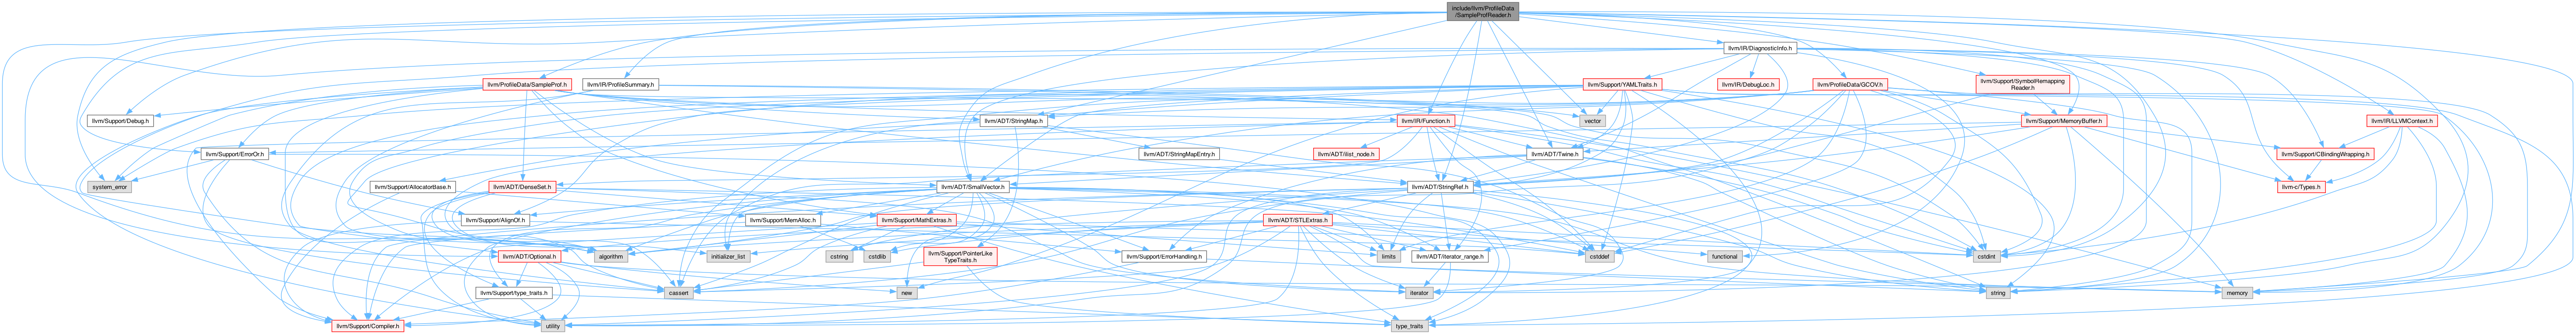 include/llvm/ProfileData
/SampleProfReader.h
llvm/IR/DiagnosticInfo.h
llvm/ProfileData/SampleProf.h
llvm/IR/ProfileSummary.h
llvm/Support/YAMLTraits.h
llvm/IR/DebugLoc.h
llvm/ProfileData/GCOV.h
llvm/Support/SymbolRemapping
Reader.h
llvm/Support/Debug.h
llvm/ADT/StringMap.h
llvm/IR/Function.h
vector
llvm/Support/MemoryBuffer.h
llvm/IR/LLVMContext.h
llvm/Support/ErrorOr.h
llvm/ADT/StringMapEntry.h
llvm/ADT/ilist_node.h
llvm/ADT/Twine.h
llvm/Support/CBindingWrapping.h
system_error
llvm/Support/AllocatorBase.h
llvm/ADT/DenseSet.h
llvm/ADT/SmallVector.h
llvm/ADT/StringRef.h
llvm-c/Types.h
llvm/Support/AlignOf.h
llvm/Support/MemAlloc.h
llvm/Support/MathExtras.h
llvm/ADT/STLExtras.h
llvm/ADT/Optional.h
algorithm
initializer_list
cstring
cstdlib
llvm/Support/PointerLike
TypeTraits.h
llvm/Support/ErrorHandling.h
limits
llvm/ADT/iterator_range.h
cstddef
functional
cstdint
llvm/Support/type_traits.h
cassert
new
iterator
string
memory
llvm/Support/Compiler.h
utility
type_traits